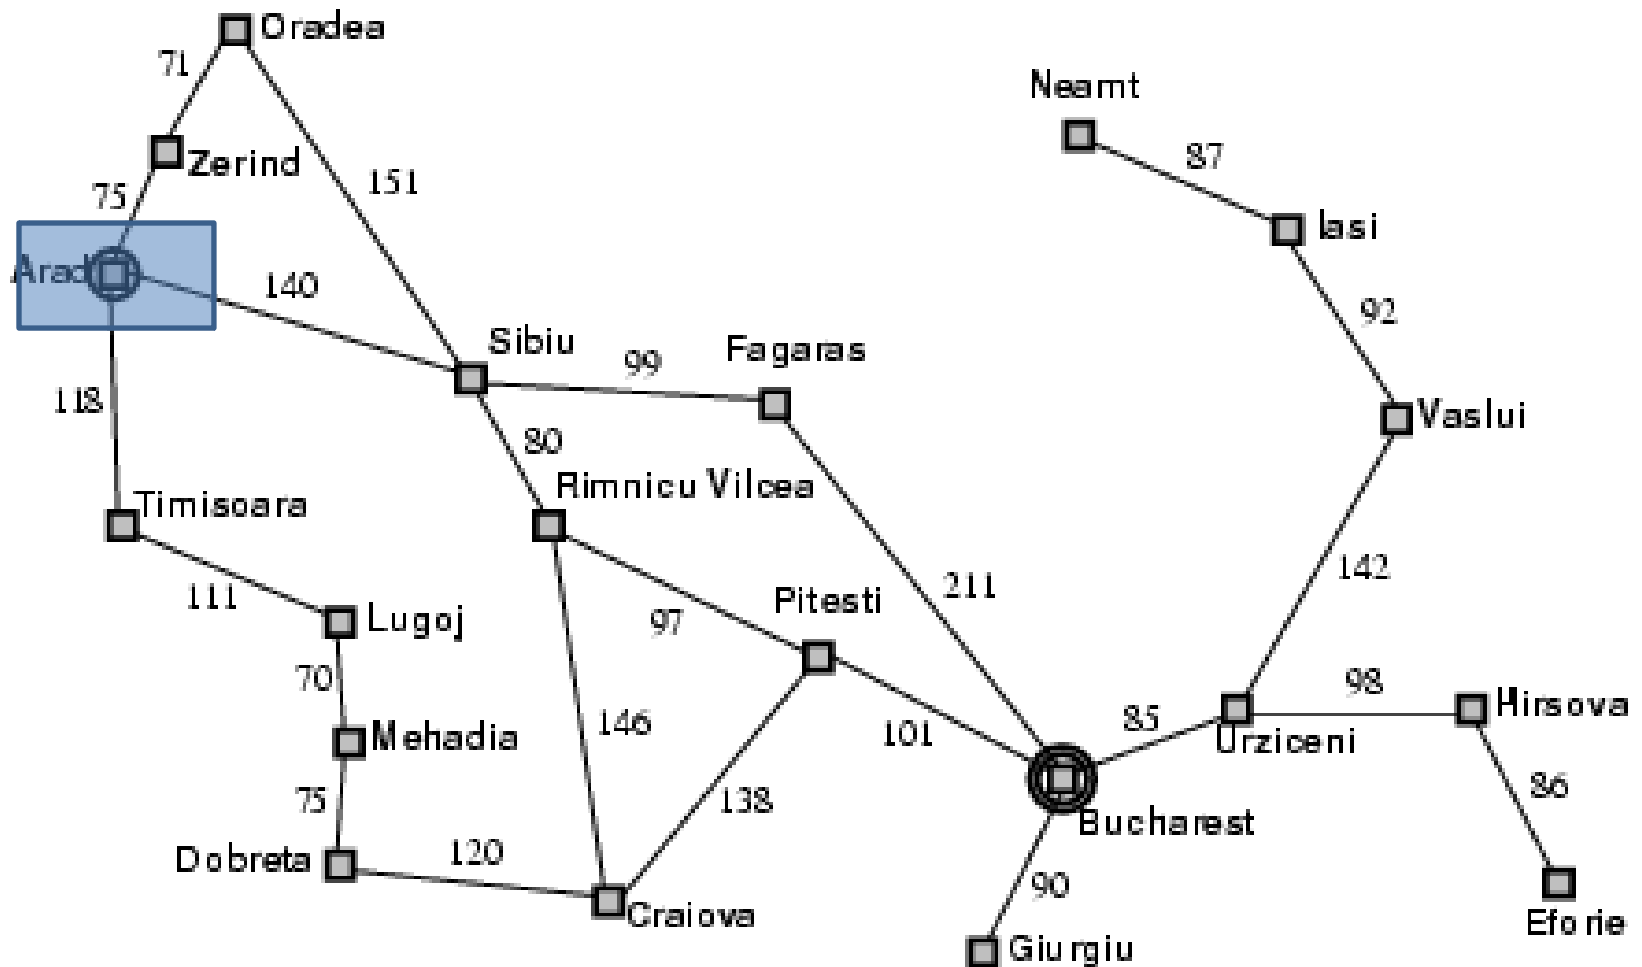 Oradea
71
Neamt
87
Zerind
151
75
Iasi
Arad
140
92
Sibiu
Fagaras
99
118
Vaslui
80
Rimnicu Vilcea
Timisoara
142
211
111
Pitesti
Lugoj
97
70
98
Hirsova
146
85
Mehadia
101
Urziceni
86
75
138
Bucharest
Dobreta
120
90
Craiova
Eforie
Giurgiu